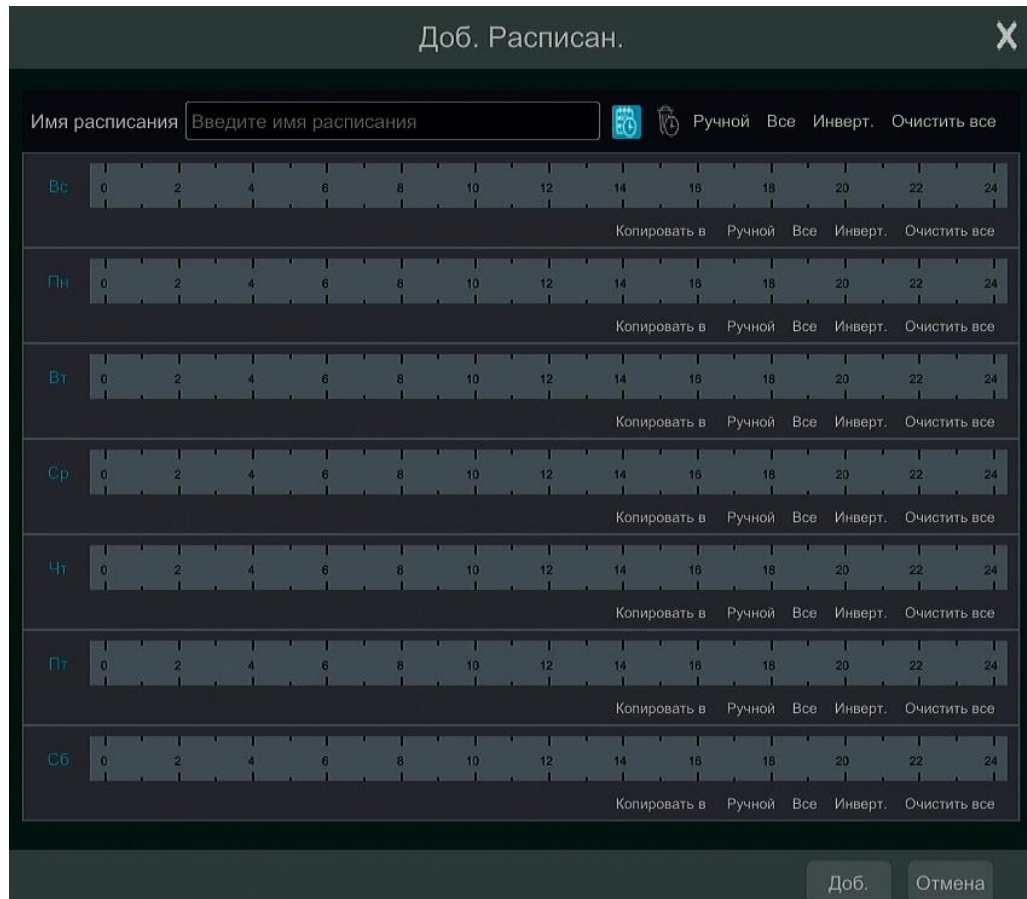 Доб. Расписан. X
Имя расписания Введите имя расписания Ручной Все Инверт. Очистить все
Вс 0 2 4 6 8 10 12 14 16 18 20 22 24
Копировать в Ручной Все Инверт. Очистить все
Пн 0 2 4 6 8 10 12 14 16 18 20 22 24
Копировать в Ручной Все Инверт. Очистить все
Вт 0 2 4 6 8 10 12 14 16 18 20 22 24
Копировать в Ручной Все Инверт. Очистить все
Ср 0 2 4 6 8 10 12 14 16 18 20 22 24
Копировать в Ручной Все Инверт. Очистить все
Чт 0 2 4 6 8 10 12 14 16 18 20 22 24
Копировать в Ручной Все Инверт. Очистить все
Пт 0 2 4 6 8 10 12 14 16 18 20 22 24
Копировать в Ручной Все Инверт. Очистить все
Сб 0 2 4 6 8 10 12 14 16 18 20 22 24
Копировать в Ручной Все Инверт. Очистить все
Доб. Отмена